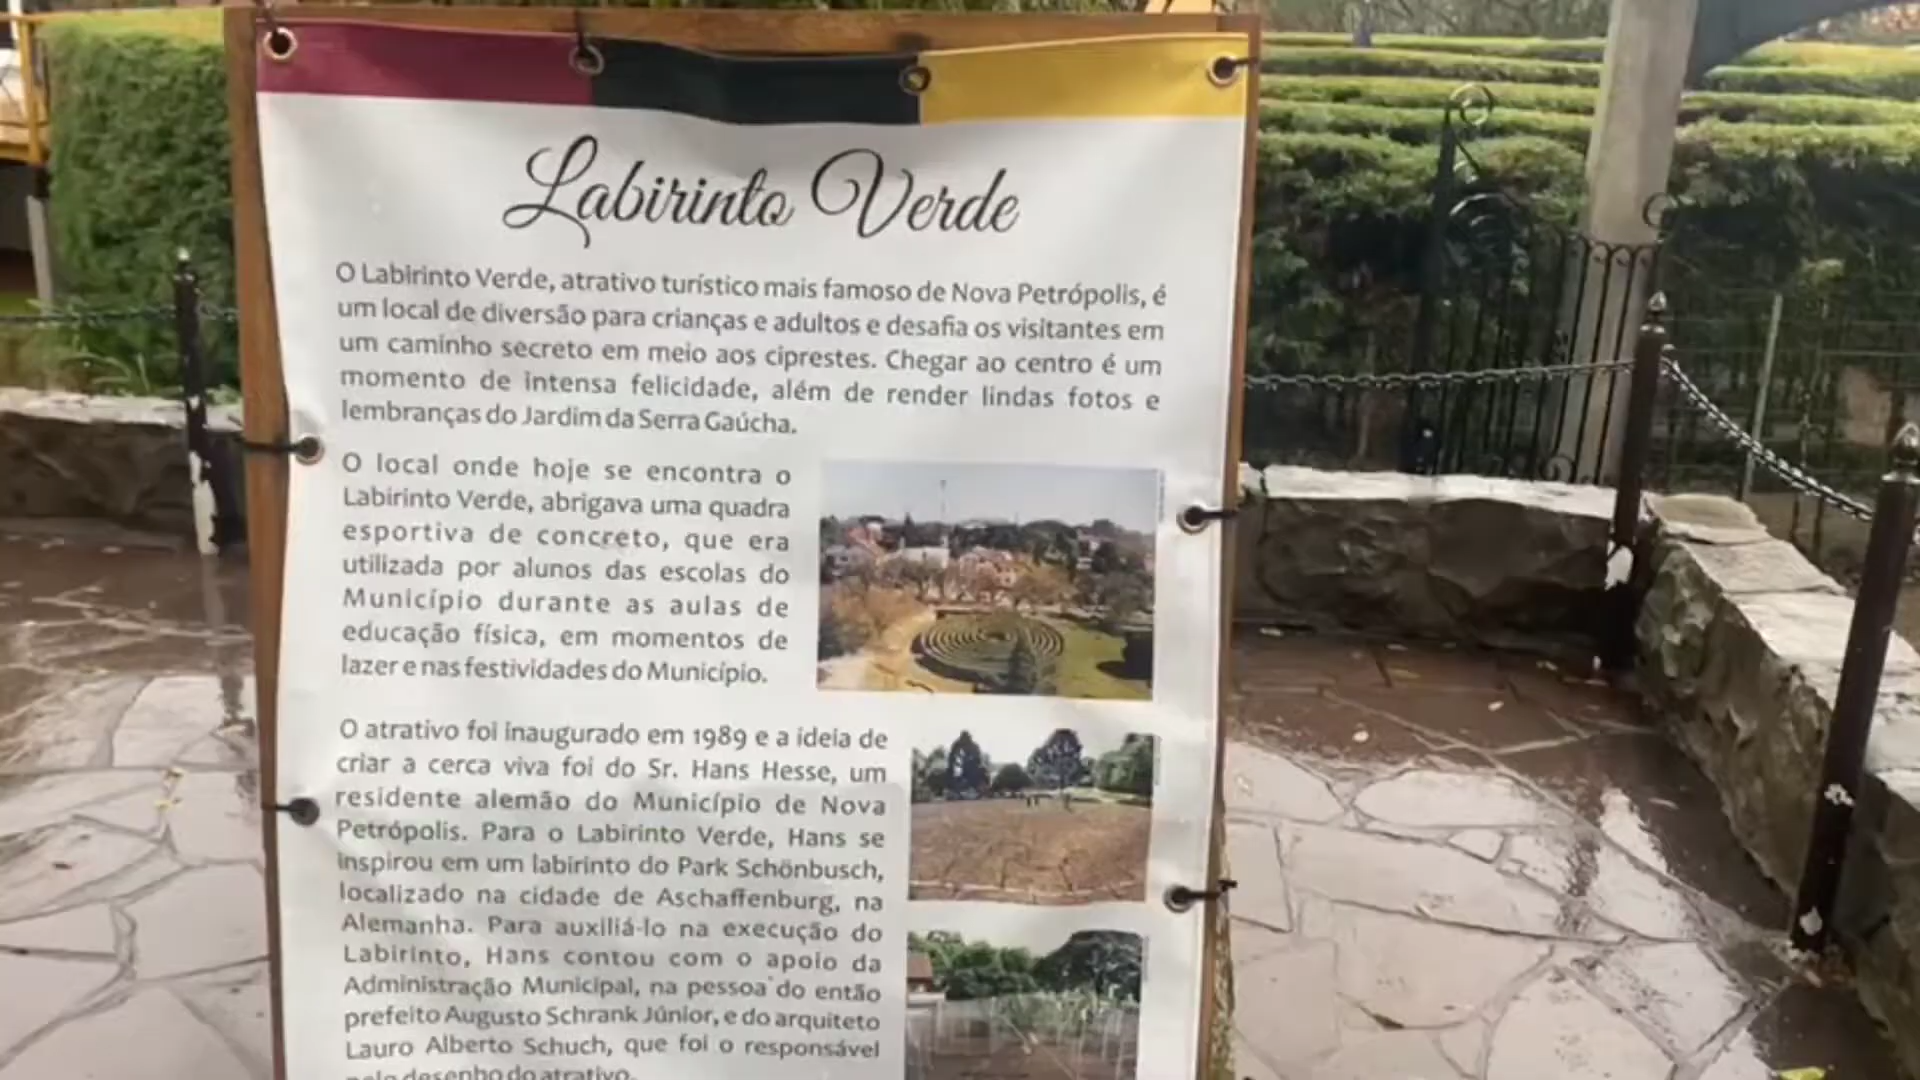 Labirinto Verde
O Labirinto Verde, atrativo turístico mais famoso de Nova Petrópolis, é
um local de diversão para crianças e adultos e desafia os visitantes em
um caminho secreto em meio aos ciprestes. Chegar ao centro é um
momento de intensa felicidade, além de render lindas fotos e
lembranças do Jardim da Serra Gaúcha.
O local onde hoje se encontra o
Labirinto Verde, abrigava uma quadra
esportiva de concreto, que era
utilizada por alunos das escolas do
Município durante as aulas de
educação física, em momentos de
lazer e nas festividades do Município.
O atrativo foi inaugurado em 1989 e a ideia de
criar a cerca viva foi do Sr. Hans Hesse, um
residente alemão do Município de Nova
Petrópolis. Para o Labirinto Verde, Hans se
inspirou em um labirinto do Park Schönbusch,
localizado na cidade de Aschaffenburg, na
Alemanha. Para auxiliá-lo na execução do
Labirinto, Hans contou com o apoio da
Administração Municipal, na pessoa do então
prefeito Augusto Schrank Júnior, e do arquiteto
Lauro Alberto Schuch, que foi o responsável
pelo desenho do atrativo.